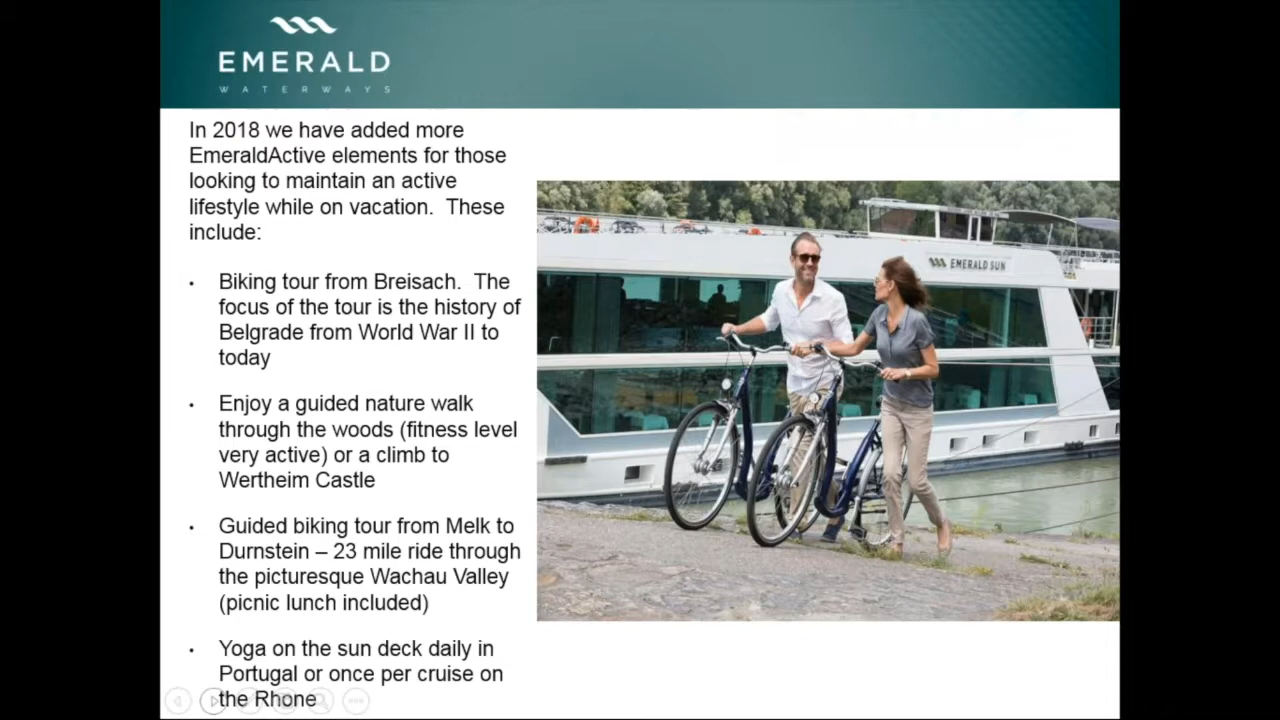 EMERALD
WATERWAYS
In 2018 we have added more
EmeraldActive elements for those
looking to maintain an active
lifestyle while on vacation.  These
include:
• Biking tour from Breisach.  The
focus of the tour is the history of
Belgrade from World War II to
today
• Enjoy a guided nature walk
through the woods (fitness level
very active) or a climb to
Wertheim Castle
• Guided biking tour from Melk to
Durnstein – 23 mile ride through
the picturesque Wachau Valley
(picnic lunch included)
• Yoga on the sun deck daily in
Portugal or once per cruise on
the Rhone
EMERALD SUN